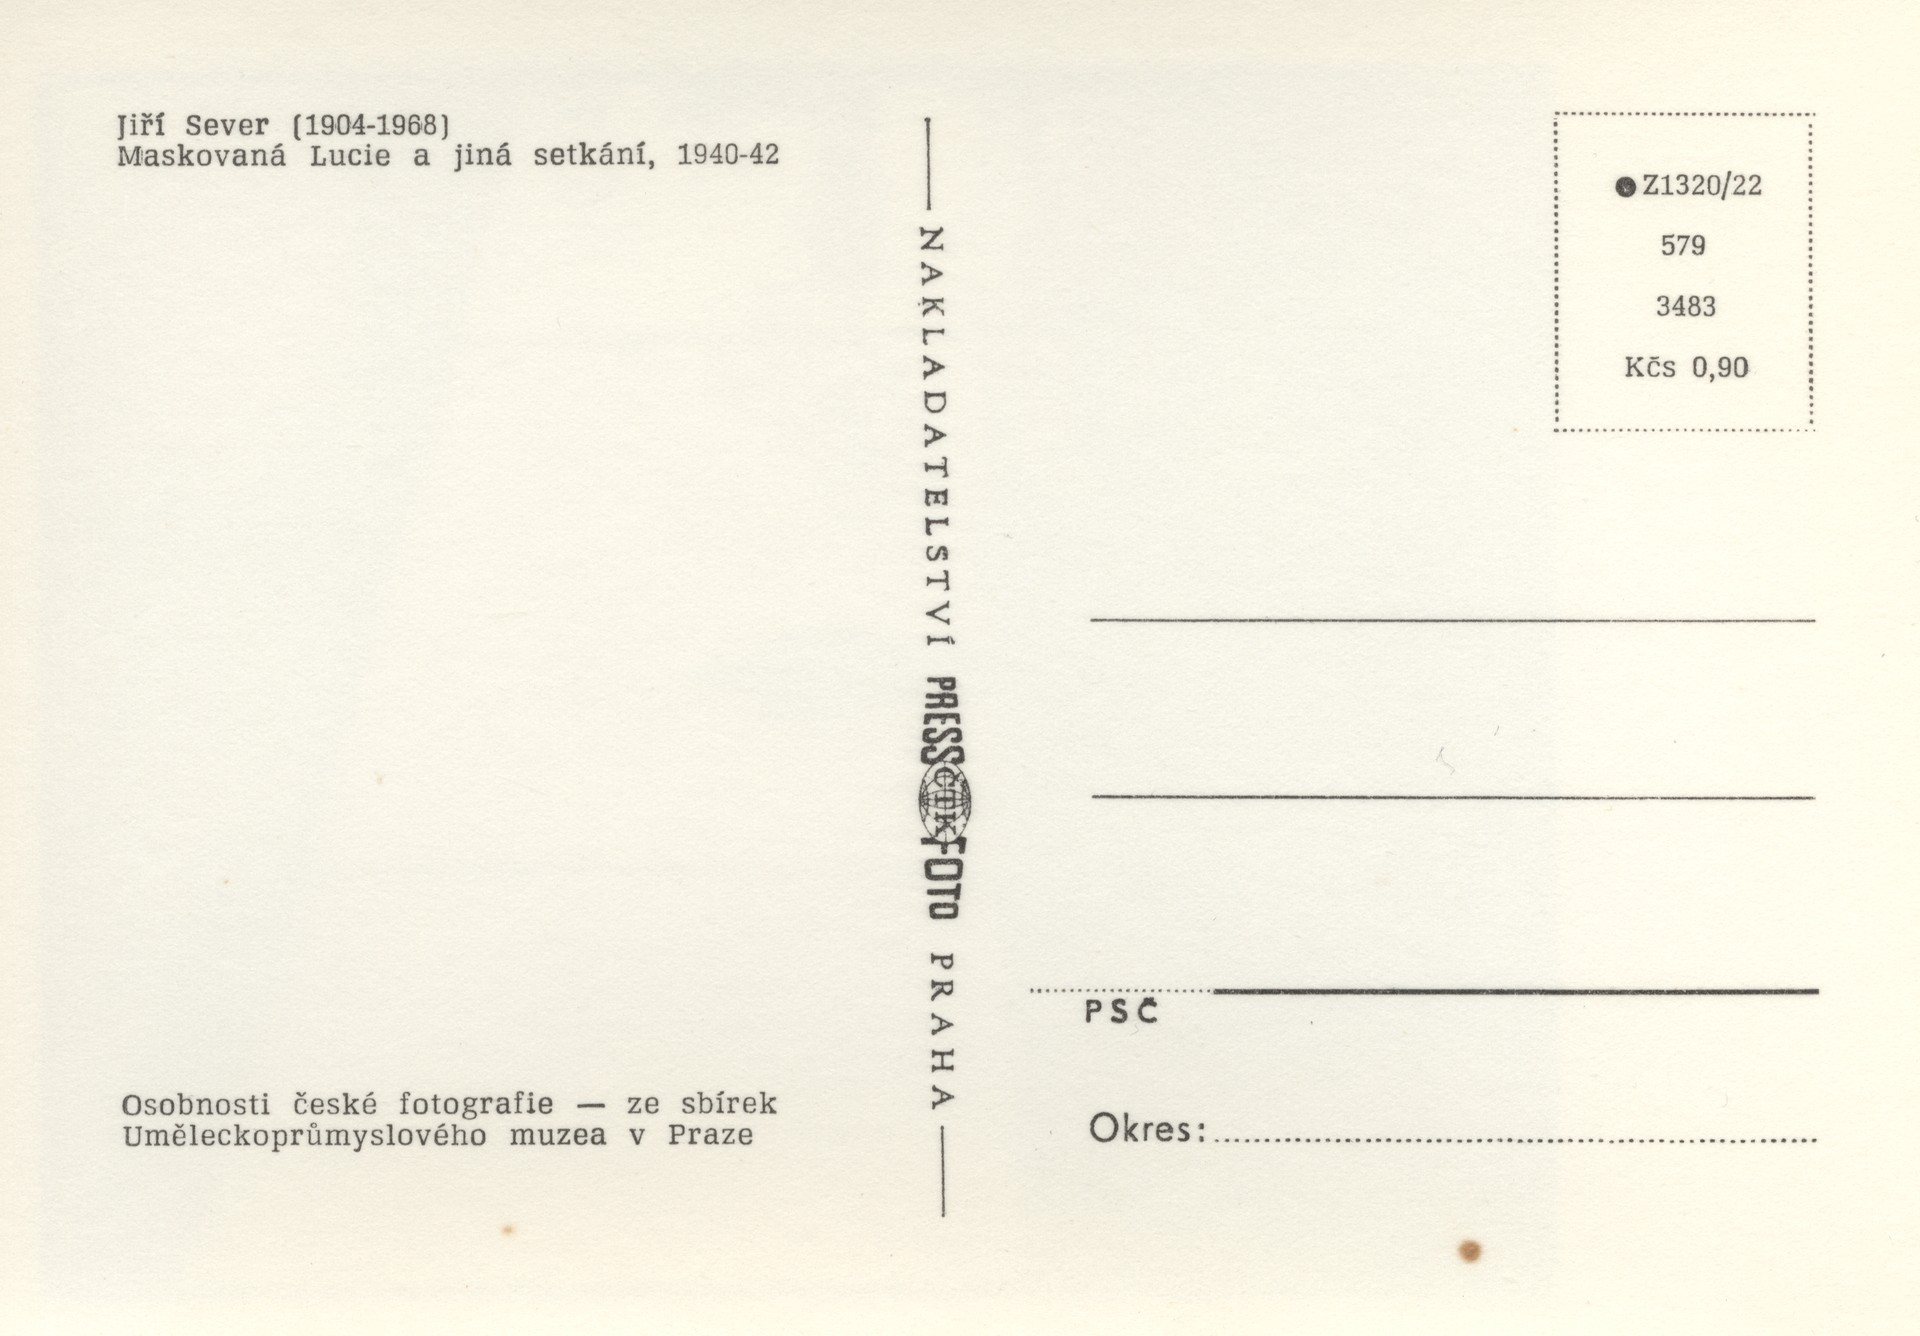 Jiří Sever (1904-1968)
Maskovaná Lucie a jiná setkání, 1940-42
Osobnosti české fotografie — ze sbírek
Uměleckoprůmyslového muzea v Praze
NAKLADATELSTVÍ PRESSČTKFOTO PRAHA
●Z1320/22
579
3483
Kčs 0,90
PSČ
Okres: